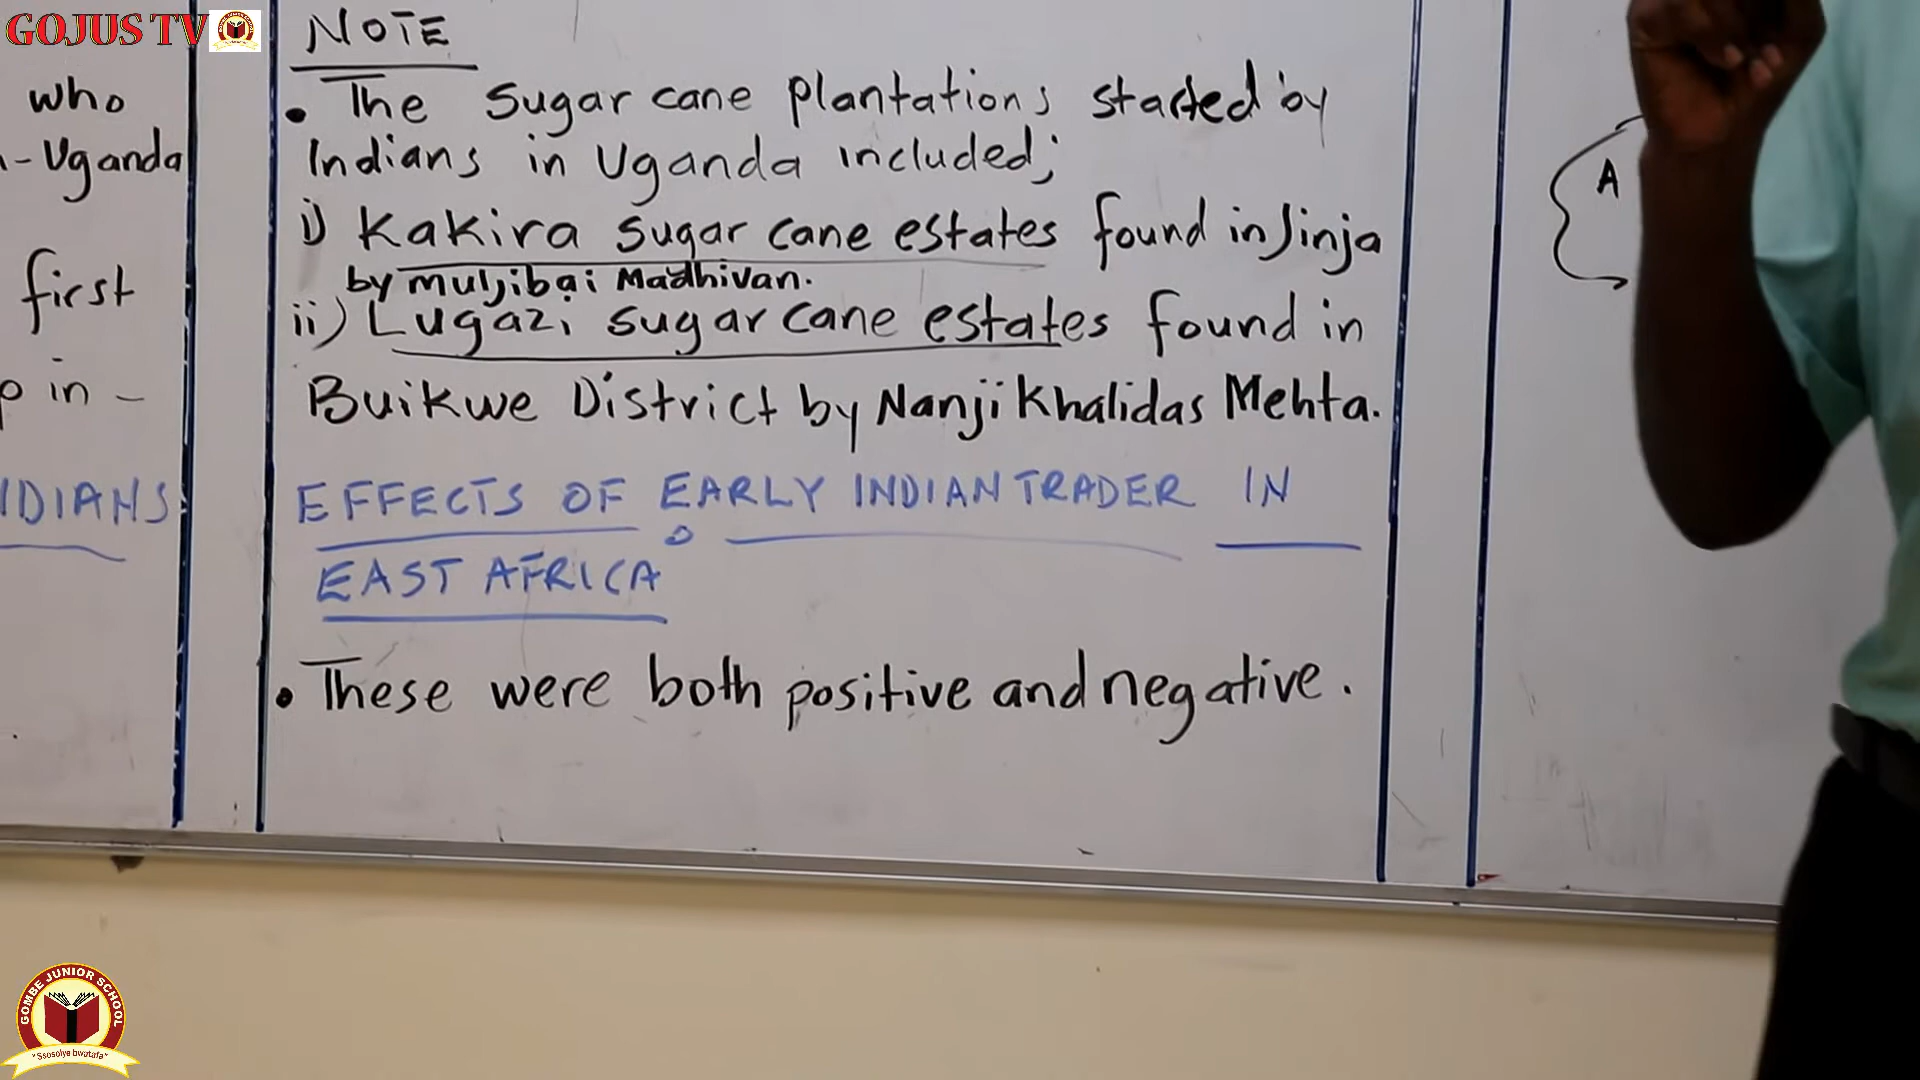 GOJUS TV
who
- Uganda
first
p in -
NOTE
• The Sugar cane plantations started by
Indians in Uganda included;
i) Kakira sugar cane estates found in Jinja
by muljibai Madhivan.
ii) Lugazi sugar cane estates found in
Buikwe District by Nanji Khalidas Mehta.
EFFECTS OF EARLY INDIAN TRADER IN
EAST AFRICA
• These were both positive and negative.
A
GOMBE JUNIOR SCHOOL
"Ssosolye bwatafa"